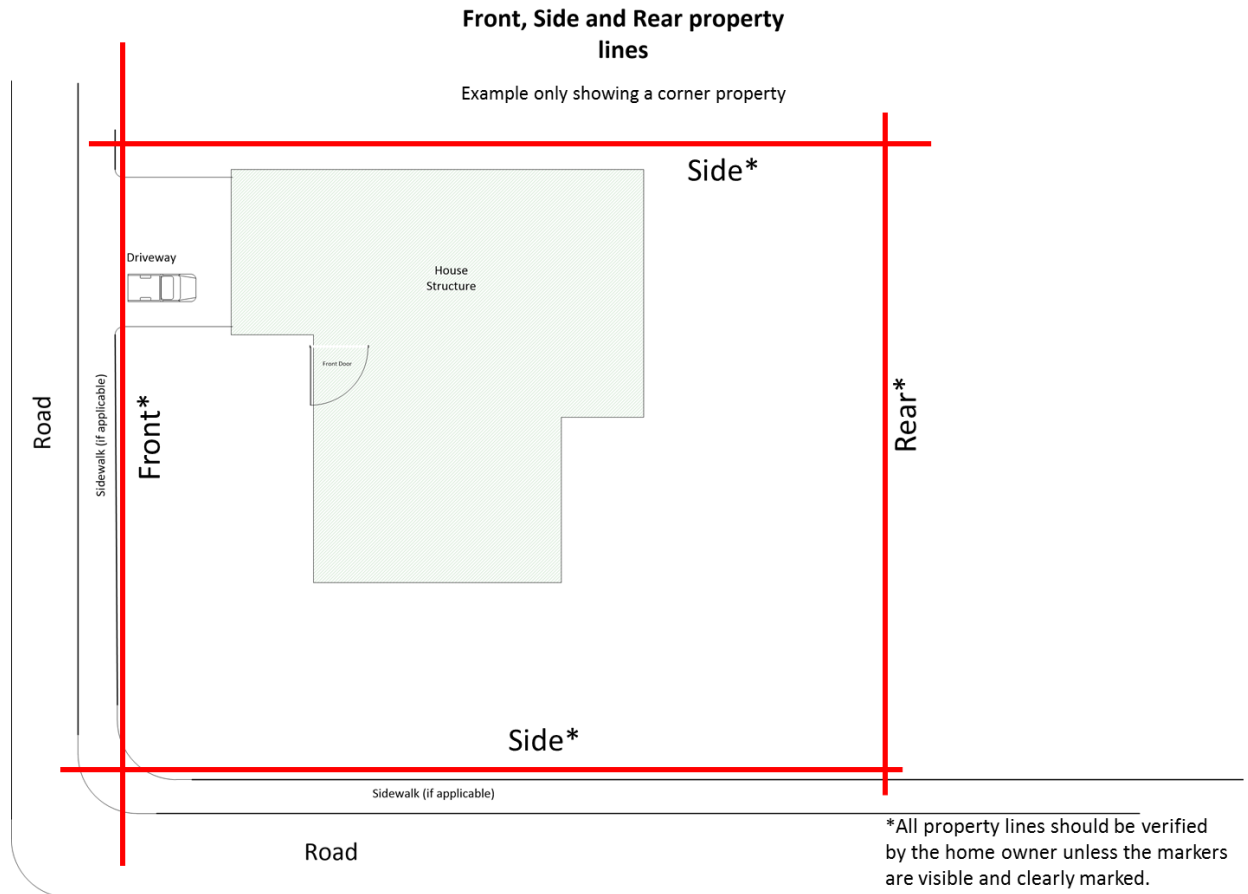 Front, Side and Rear property
lines
Example only showing a corner property
Side*
Driveway
House
Structure
Front Door
Road
Sidewalk (if applicable)
Front*
Rear*
Side*
Sidewalk (if applicable)
Road
*All property lines should be verified
by the home owner unless the markers
are visible and clearly marked.